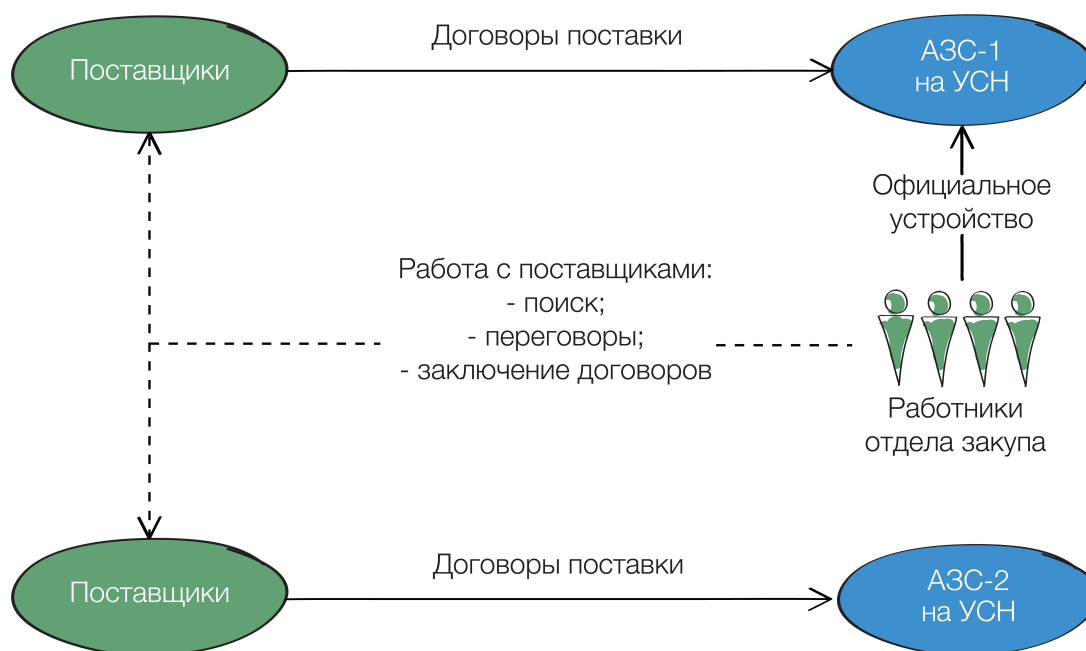 Договоры поставки
Поставщики
АЗС-1
на УСН
Официальное
устройство
Работа с поставщиками:
- поиск;
- переговоры;
- заключение договоров
Работники
отдела закупа
Договоры поставки
Поставщики
АЗС-2
на УСН